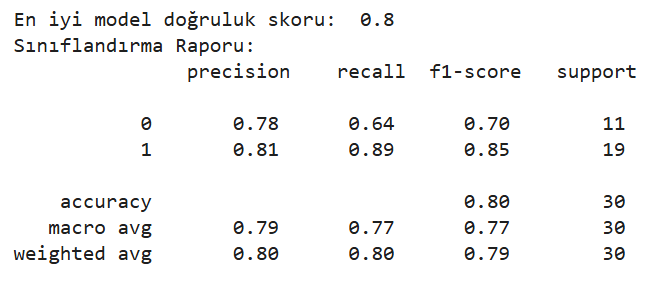 En iyi model doğruluk skoru:  0.8
Sınıflandırma Raporu:
              precision    recall  f1-score   support

           0       0.78      0.64      0.70        11
           1       0.81      0.89      0.85        19

    accuracy                           0.80        30
   macro avg       0.79      0.77      0.77        30
weighted avg       0.80      0.80      0.79        30